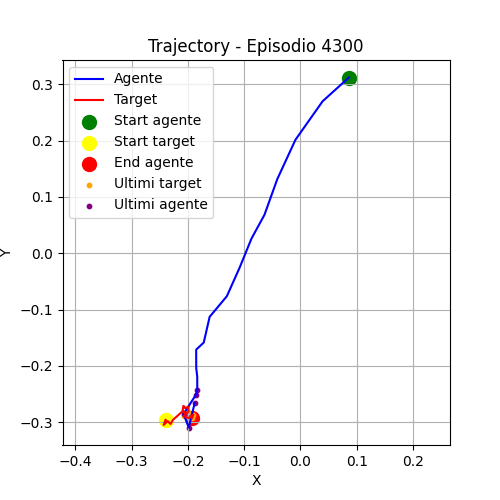 Trajectory - Episodio 4300
Agente
Target
Start agente
Start target
End agente
Ultimi target
Ultimi agente
0.3
0.2
0.1
0.0
−0.1
−0.2
−0.3
Y
−0.4 −0.3 −0.2 −0.1 0.0 0.1 0.2
X